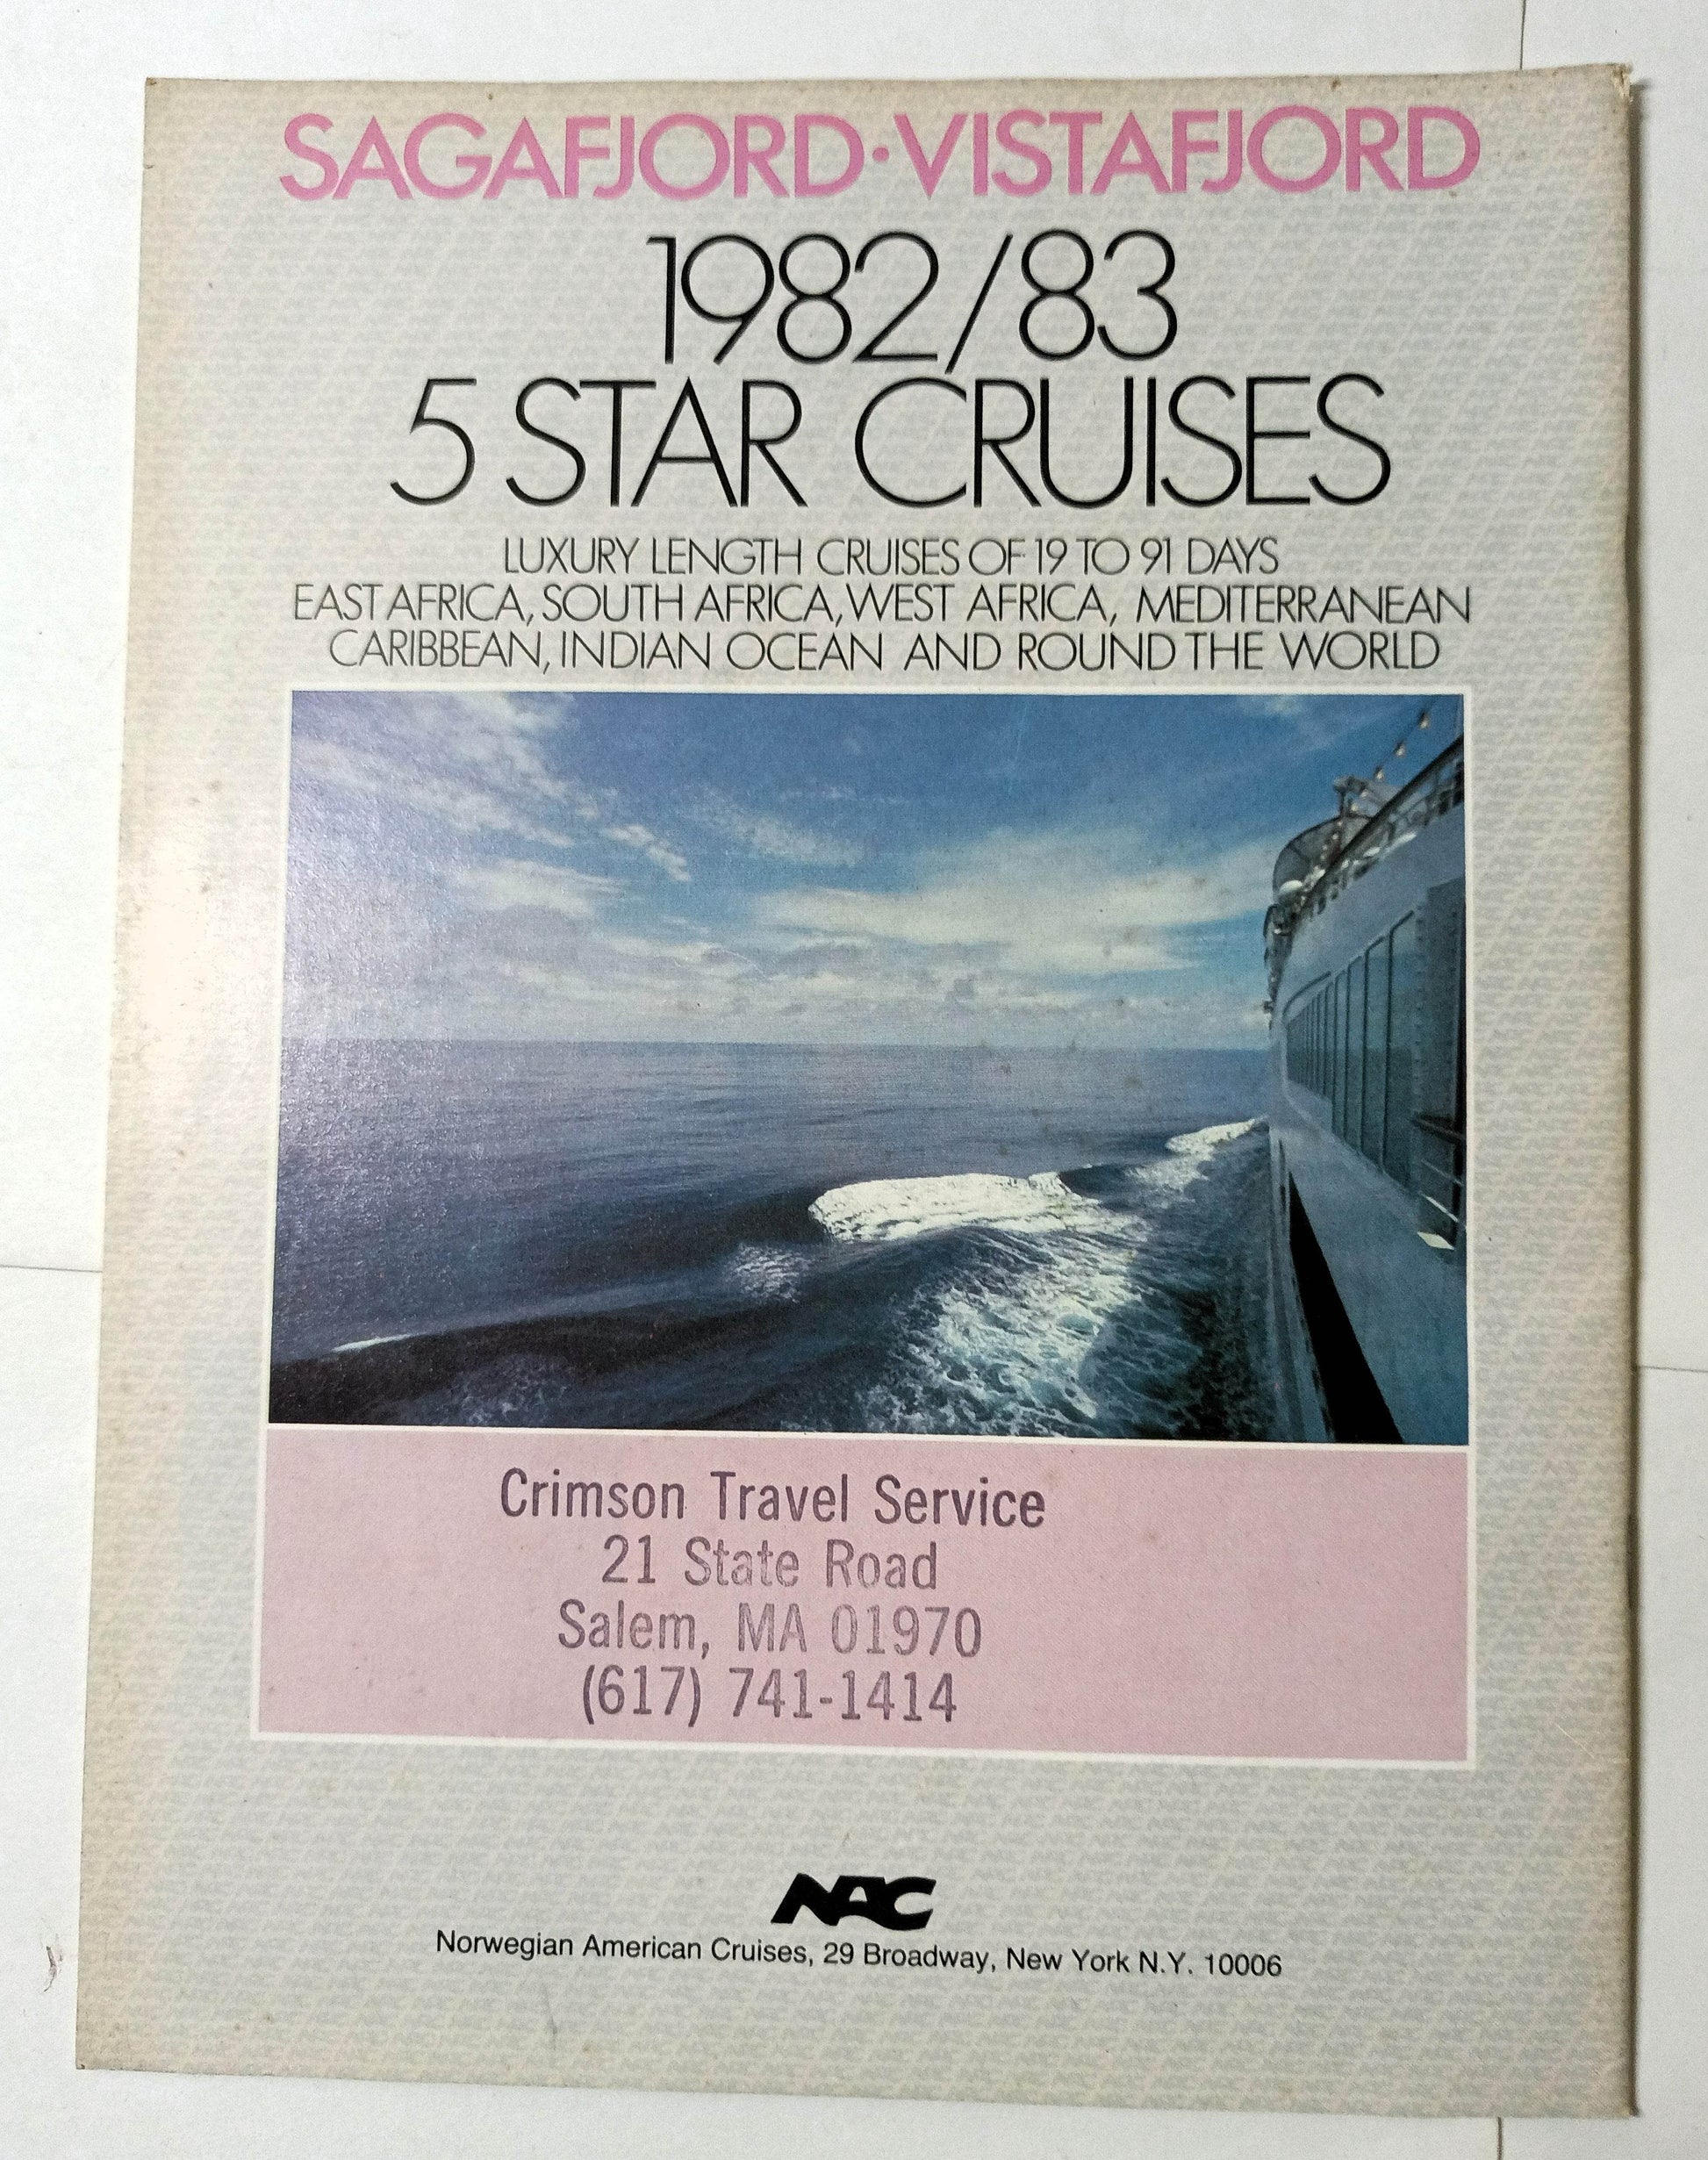 SAGAFJORD·VISTAFJORD
1982/83
5 STAR CRUISES
LUXURY LENGTH CRUISES OF 19 TO 91 DAYS
EAST AFRICA, SOUTH AFRICA, WEST AFRICA, MEDITERRANEAN
CARIBBEAN, INDIAN OCEAN AND ROUND THE WORLD
Crimson Travel Service
21 State Road
Salem, MA 01970
(617) 741-1414
NAC
Norwegian American Cruises, 29 Broadway, New York N.Y. 10006